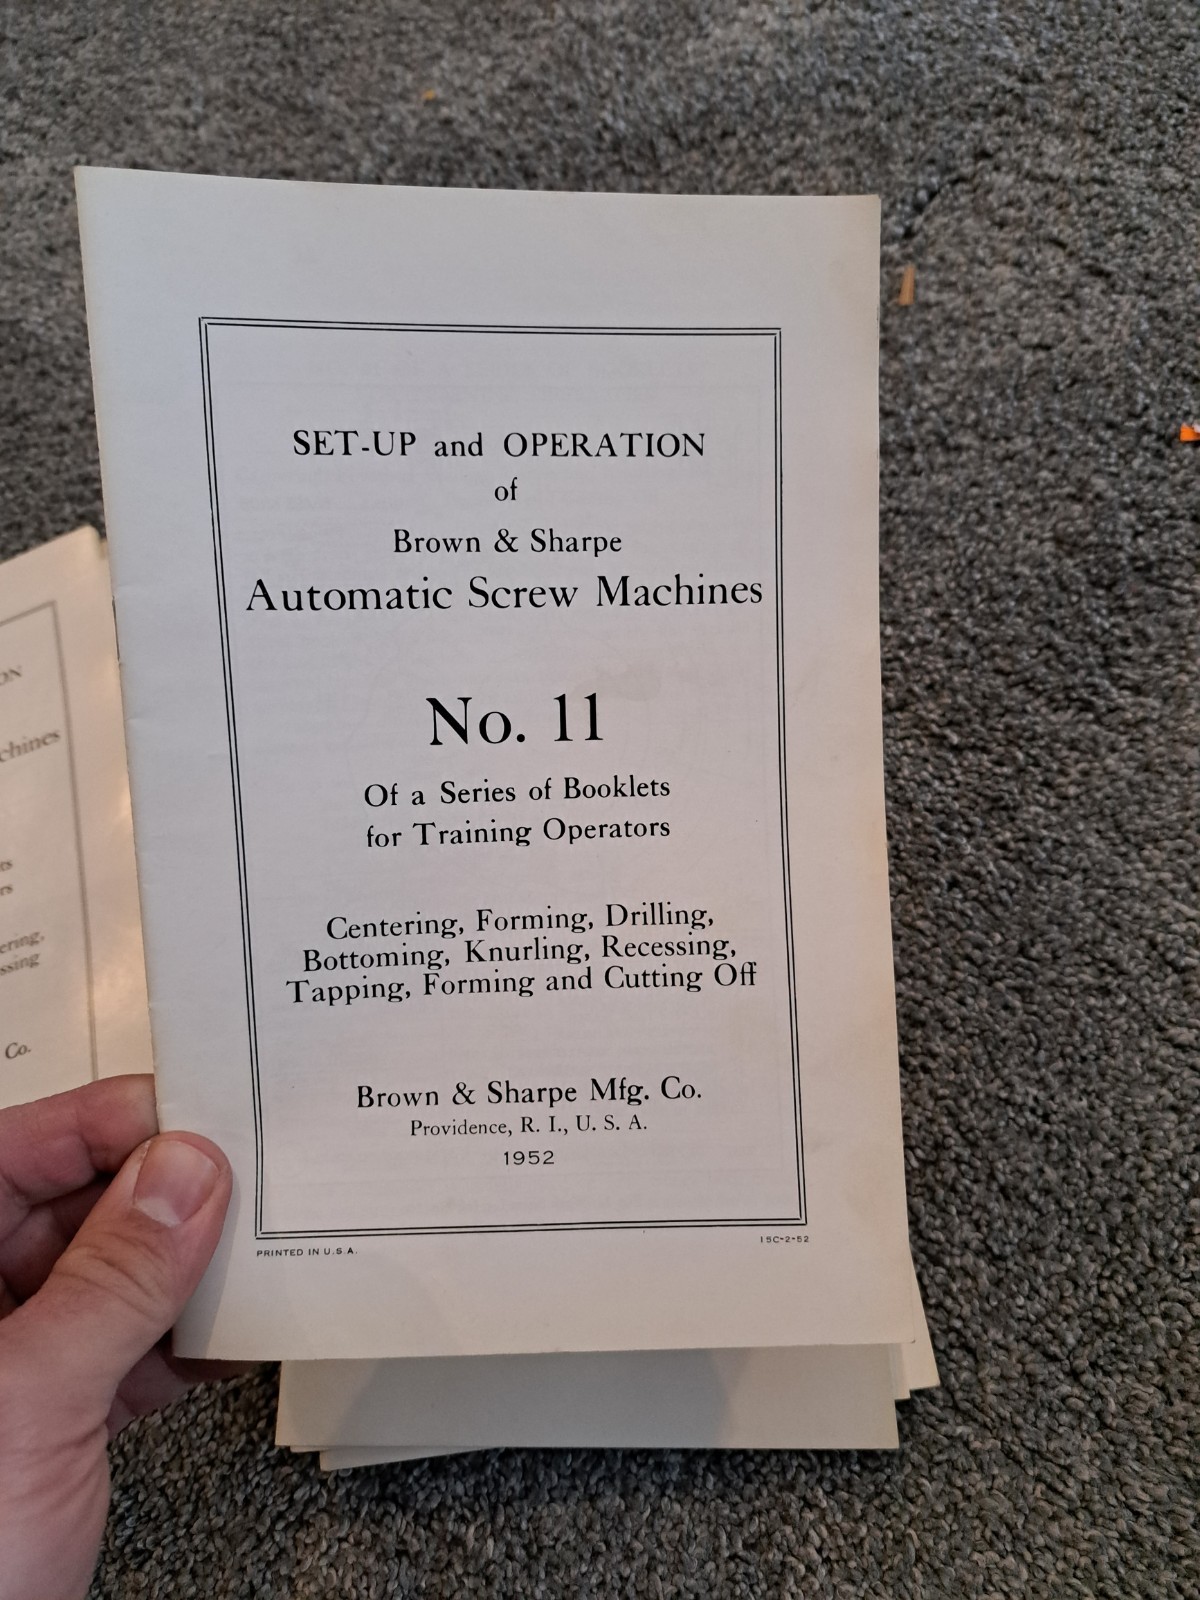 SET-UP and OPERATION
of
Brown & Sharpe
Automatic Screw Machines
No. 11
Of a Series of Booklets
for Training Operators
Centering, Forming, Drilling,
Bottoming, Knurling, Recessing,
Tapping, Forming and Cutting Off
Brown & Sharpe Mfg. Co.
Providence, R. I., U. S. A.
1952
PRINTED IN U.S.A.
15C-2-52
Co.